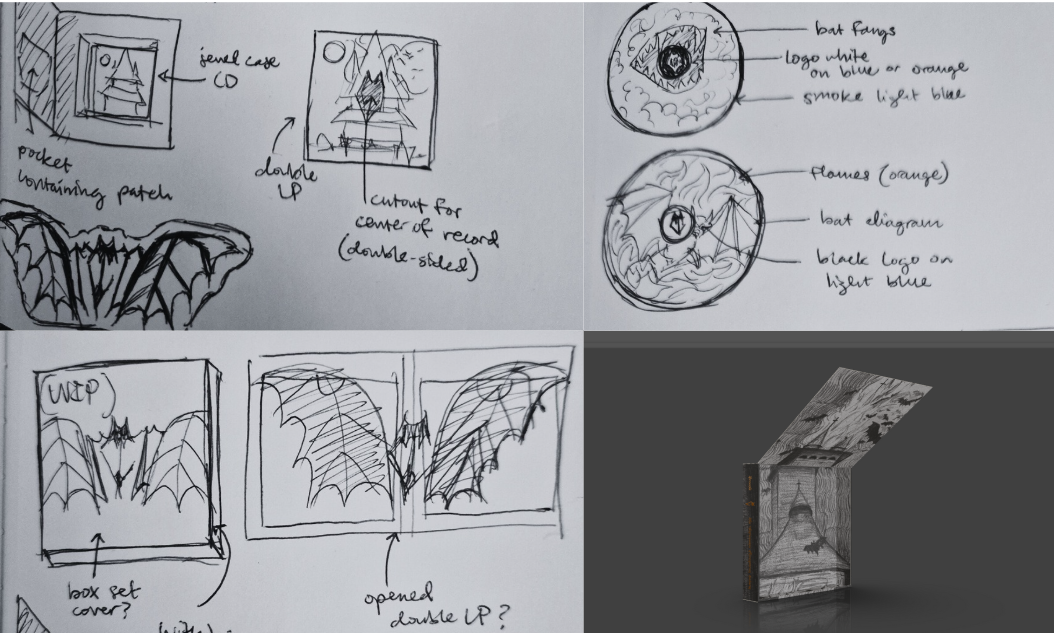 jewel case
CD
pocket
containing patch
double
LP
cutout for
center of record
(double-sided)
bat fangs
logo white
on blue or orange
smoke light blue
Flames (orange)
bat diagram
black logo on
light blue
(WIP)
box set
cover?
opened
double LP?